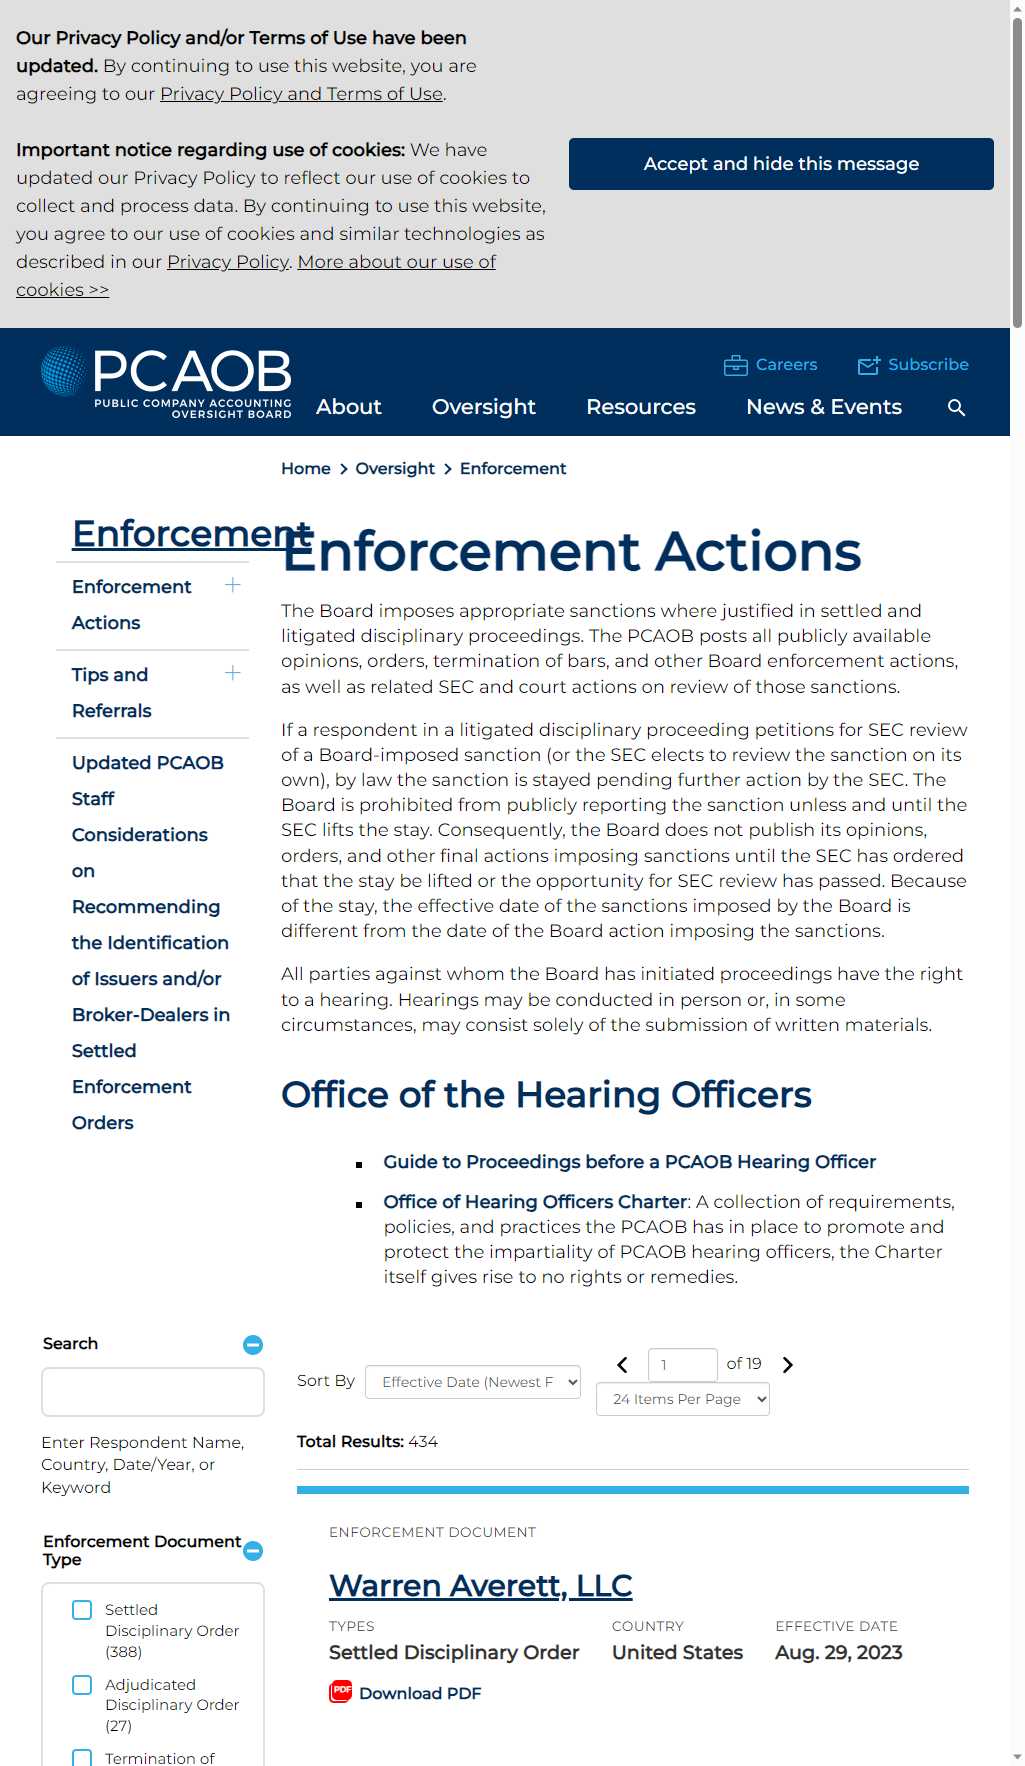 Our Privacy Policy and/or Terms of Use have been
updated. By continuing to use this website, you are
agreeing to our Privacy Policy and Terms of Use.
Important notice regarding use of cookies: We have
updated our Privacy Policy to reflect our use of cookies to
collect and process data. By continuing to use this website,
you agree to our use of cookies and similar technologies as
described in our Privacy Policy. More about our use of
cookies >>
Accept and hide this message
PCAOB
PUBLIC COMPANY ACCOUNTING
OVERSIGHT BOARD
Careers
Subscribe
About
Oversight
Resources
News & Events
Home > Oversight > Enforcement
Enforcement
Enforcement
Actions
Tips and
Referrals
Updated PCAOB
Staff
Considerations
on
Recommending
the Identification
of Issuers and/or
Broker-Dealers in
Settled
Enforcement
Orders
Enforcement Actions
The Board imposes appropriate sanctions where justified in settled and
litigated disciplinary proceedings. The PCAOB posts all publicly available
opinions, orders, termination of bars, and other Board enforcement actions,
as well as related SEC and court actions on review of those sanctions.
If a respondent in a litigated disciplinary proceeding petitions for SEC review
of a Board-imposed sanction (or the SEC elects to review the sanction on its
own), by law the sanction is stayed pending further action by the SEC. The
Board is prohibited from publicly reporting the sanction unless and until the
SEC lifts the stay. Consequently, the Board does not publish its opinions,
orders, and other final actions imposing sanctions until the SEC has ordered
that the stay be lifted or the opportunity for SEC review has passed. Because
of the stay, the effective date of the sanctions imposed by the Board is
different from the date of the Board action imposing the sanctions.
All parties against whom the Board has initiated proceedings have the right
to a hearing. Hearings may be conducted in person or, in some
circumstances, may consist solely of the submission of written materials.
Office of the Hearing Officers
Guide to Proceedings before a PCAOB Hearing Officer
Office of Hearing Officers Charter: A collection of requirements,
policies, and practices the PCAOB has in place to promote and
protect the impartiality of PCAOB hearing officers, the Charter
itself gives rise to no rights or remedies.
Search
Enter Respondent Name,
Country, Date/Year, or
Keyword
Enforcement Document
Type
Settled
Disciplinary Order
(388)
Adjudicated
Disciplinary Order
(27)
Termination of
Sort By
Effective Date (Newest F
1 of 19
24 Items Per Page
Total Results: 434
ENFORCEMENT DOCUMENT
Warren Averett, LLC
TYPES
Settled Disciplinary Order
COUNTRY
United States
EFFECTIVE DATE
Aug. 29, 2023
PDF Download PDF